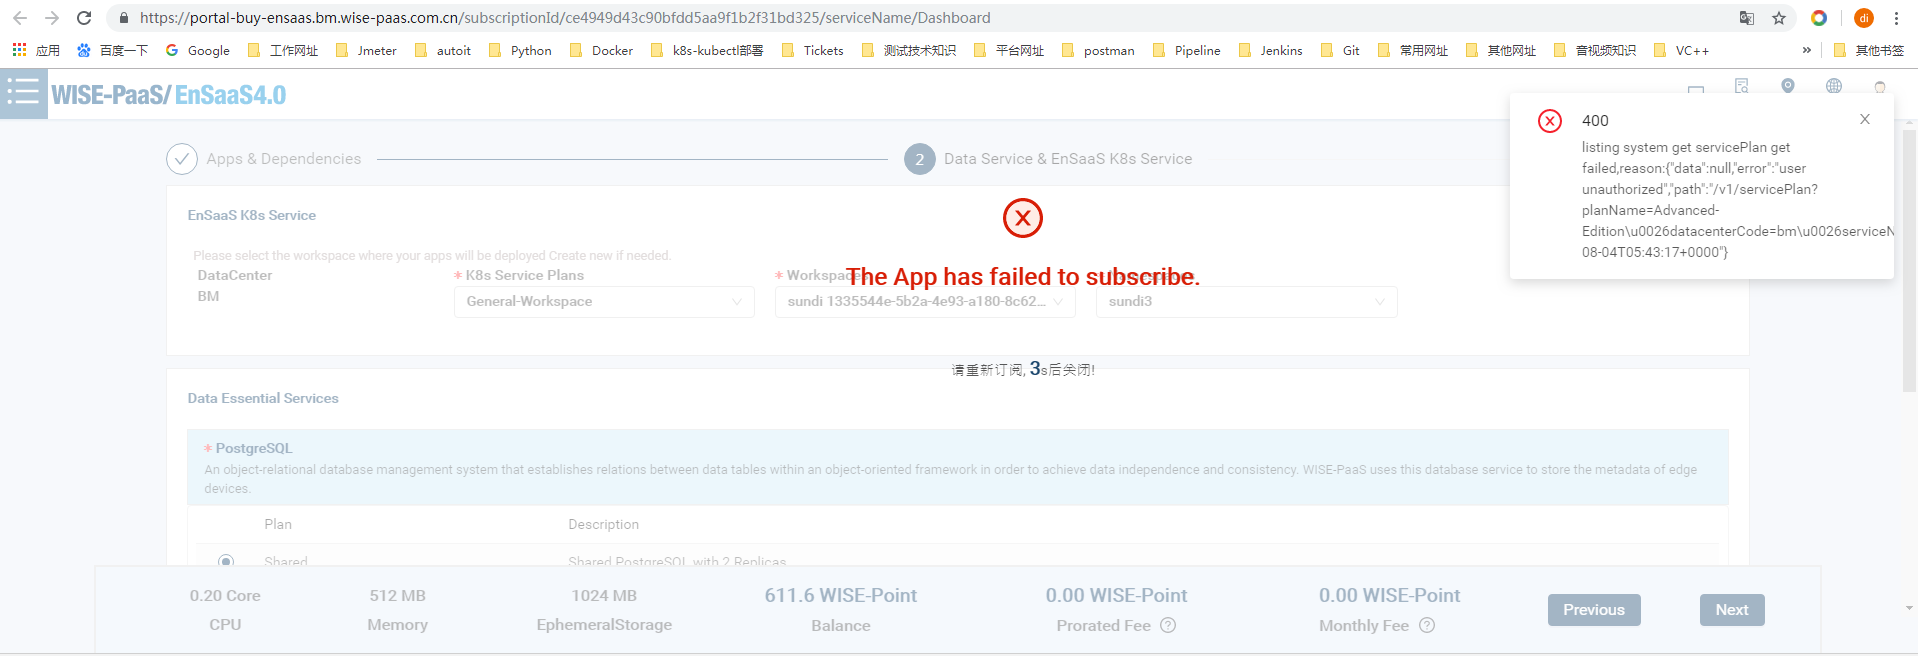 https://portal-buy-ensaas.bm.wise-paas.com.cn/subscriptionId/ce4949d43c90bfdd5aa9f1b2f31bd325/serviceName/Dashboard
di
应用 百度一下 Google 工作网址 Jmeter autoit Python Docker k8s-kubectl部署 Tickets 测试技术知识 平台网址 postman Pipeline Jenkins Git 常用网址 其他网址 音视频知识 VC++ » 其他书签
WISE-PaaS/ EnSaaS4.0
Apps & Dependencies
2 Data Service & EnSaaS K8s Service
400
listing system get servicePlan get
failed,reason:{"data":null,"error":"user
unauthorized","path":"/v1/servicePlan?
planName=Advanced-
Edition\u0026datacenterCode=bm\u0026serviceN
08-04T05:43:17+0000"}
EnSaaS K8s Service
Please select the workspace where your apps will be deployed Create new if needed.
DataCenter
BM
* K8s Service Plans
General-Workspace
* Workspace
sundi 1335544e-5b2a-4e93-a180-8c62...
sundi3
The App has failed to subscribe.
请重新订阅, 3s后关闭!
Data Essential Services
* PostgreSQL
An object-relational database management system that establishes relations between data tables within an object-oriented framework in order to achieve data independence and consistency. WISE-PaaS uses this database service to store the metadata of edge
devices.
Plan Description
Shared Shared PostgreSQL with 2 Replicas
0.20 Core 512 MB 1024 MB 611.6 WISE-Point 0.00 WISE-Point 0.00 WISE-Point
CPU Memory EphemeralStorage Balance Prorated Fee ? Monthly Fee ?
Previous Next